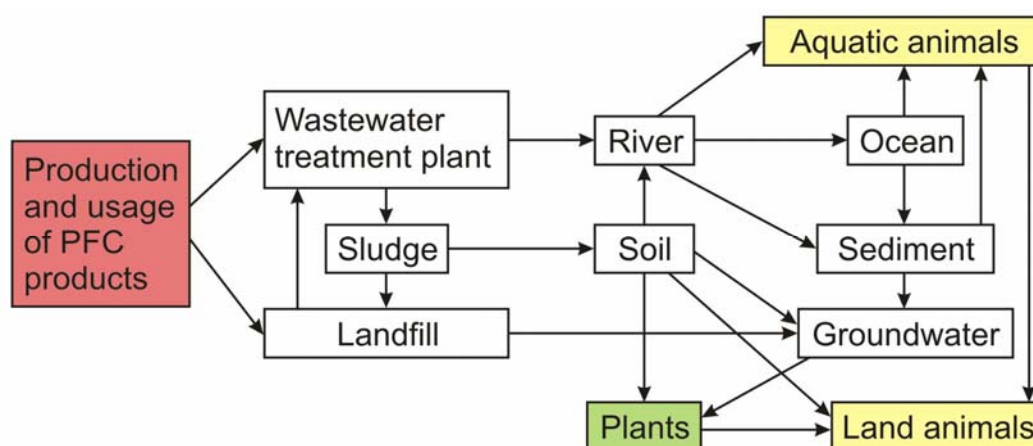 Production
and usage
of PFC
products
Wastewater
treatment plant
Sludge
Landfill
River
Soil
Plants
Aquatic animals
Ocean
Sediment
Groundwater
Land animals